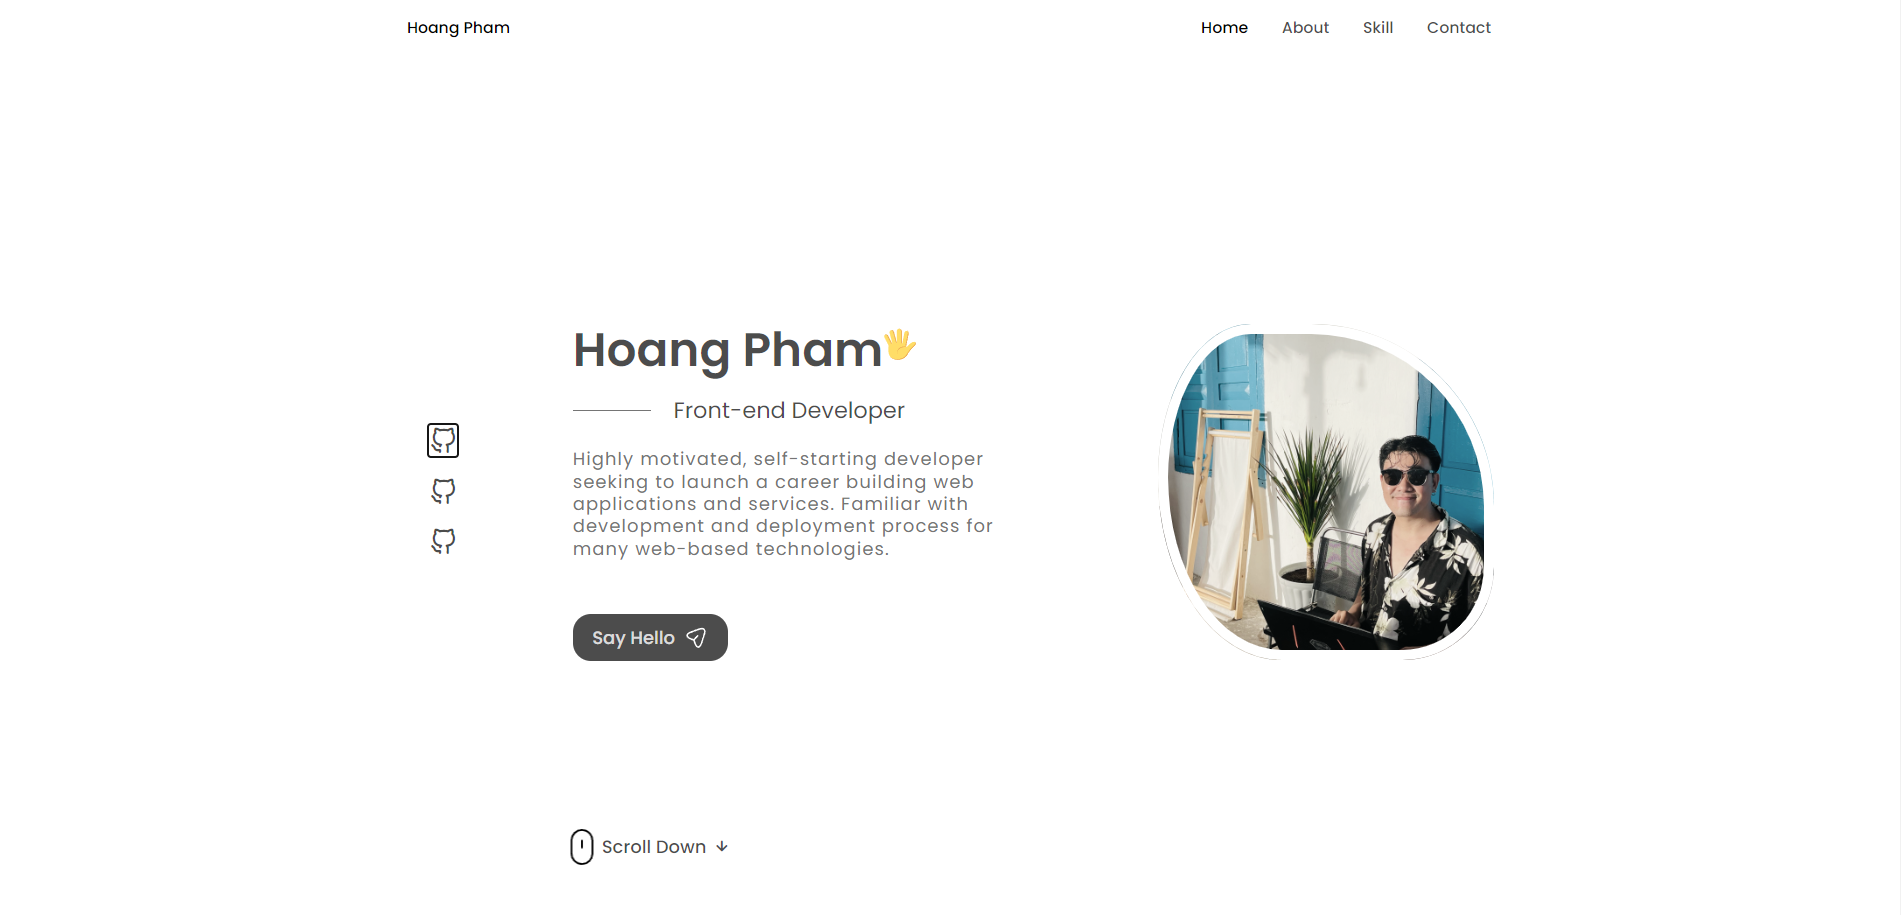 Hoang Pham
Home About Skill Contact
Hoang Pham🖐
Front-end Developer
Highly motivated, self-starting developer
seeking to launch a career building web
applications and services. Familiar with
development and deployment process for
many web-based technologies.
Say Hello
Scroll Down ↓